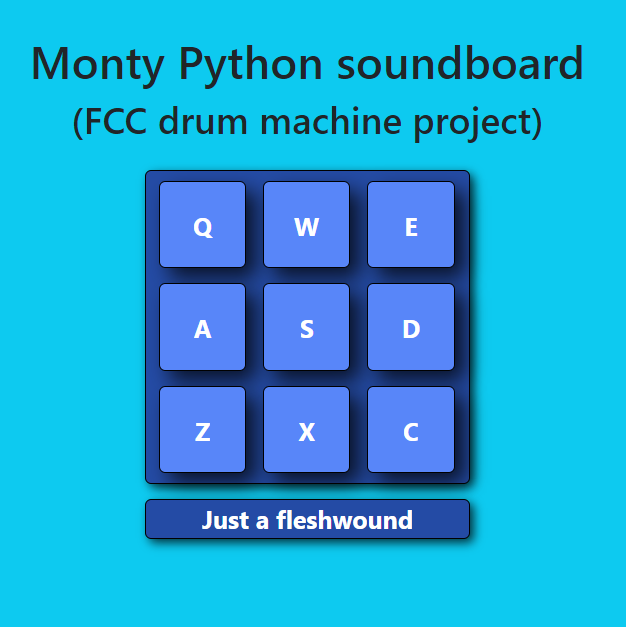 Monty Python soundboard
(FCC drum machine project)
Q W E
A S D
Z X C
Just a fleshwound